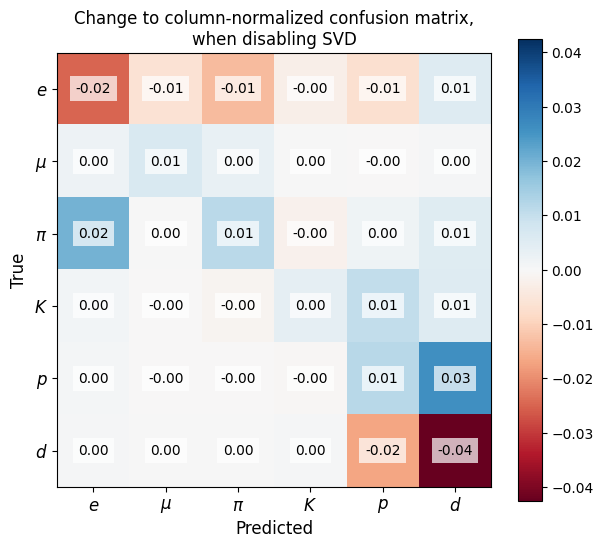 Change to column-normalized confusion matrix,
when disabling SVD
e -0.02 -0.01 -0.01 -0.00 -0.01 0.01
μ 0.00 0.01 0.00 0.00 -0.00 0.00
π 0.02 0.00 0.01 -0.00 0.00 0.01
K 0.00 -0.00 -0.00 0.00 0.01 0.01
p 0.00 -0.00 -0.00 -0.00 0.01 0.03
d 0.00 0.00 0.00 0.00 -0.02 -0.04
e μ π K p d
Predicted
True
0.04
0.03
0.02
0.01
0.00
−0.01
−0.02
−0.03
−0.04